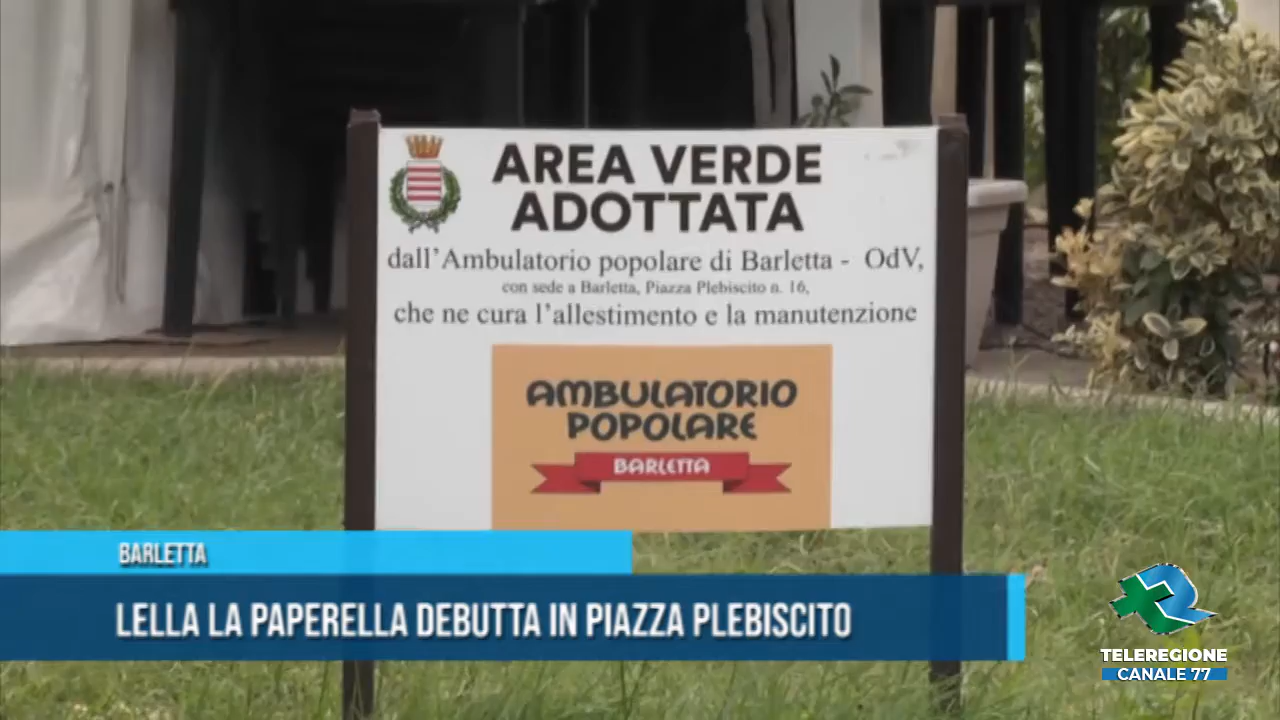 AREA VERDE
ADOTTATA
dall'Ambulatorio popolare di Barletta - OdV,
con sede a Barletta, Piazza Plebiscito n. 16,
che ne cura l'allestimento e la manutenzione
AMBULATORIO
POPOLARE
BARLETTA
BARLETTA
LELLA LA PAPERELLA DEBUTTA IN PIAZZA PLEBISCITO
TELEREGIONE
CANALE 77